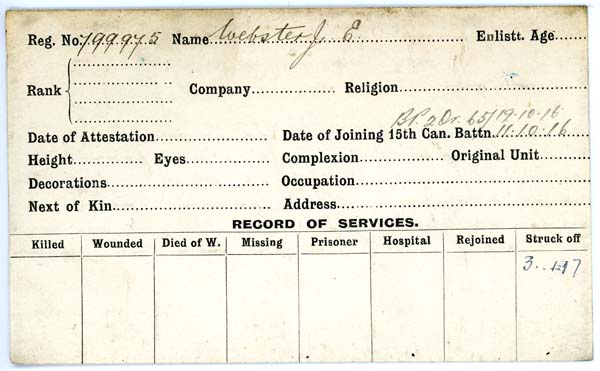 Reg. No. 799975 Name Webster J. E. Enlistt. Age
Rank Company Religion
Pt. 2 Or. 65/19-10-16
Date of Attestation Date of Joining 15th Can. Battn. 11.10.16
Height Eyes Complexion Original Unit
Decorations Occupation
Next of Kin Address
RECORD OF SERVICES.
Killed Wounded Died of W. Missing Prisoner Hospital Rejoined Struck off
3. 17